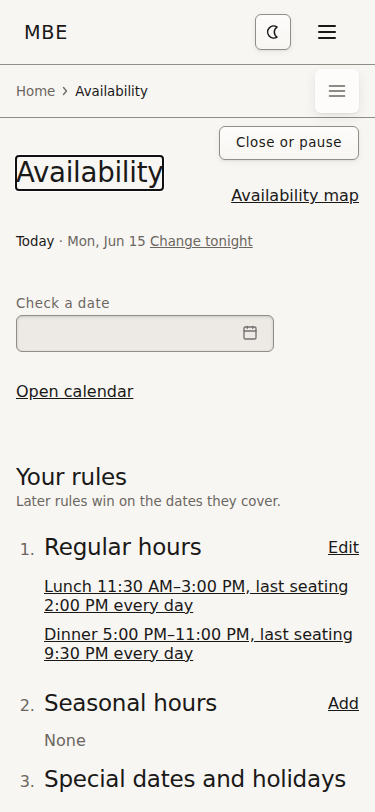 MBE
Home > Availability
Close or pause
Availability
Availability map
Today · Mon, Jun 15 Change tonight
Check a date
Open calendar
Your rules
Later rules win on the dates they cover.
1. Regular hours Edit
Lunch 11:30 AM–3:00 PM, last seating
2:00 PM every day
Dinner 5:00 PM–11:00 PM, last seating
9:30 PM every day
2. Seasonal hours Add
None
3. Special dates and holidays